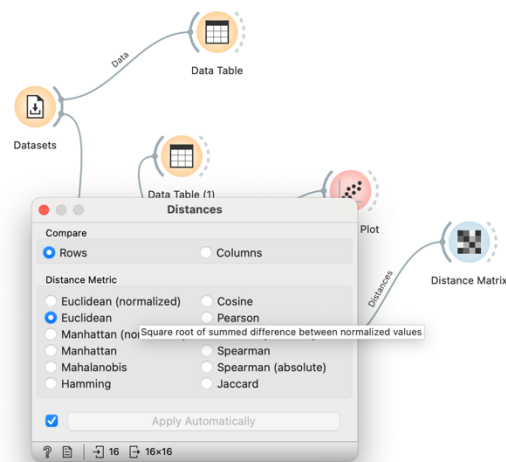 Data
Data Table
Datasets
Data Table (1)
Plot
Distances
Distance Matrix
Distances
Compare
Rows
Columns
Distance Metric
Euclidean (normalized)
Cosine
Euclidean
Pearson
Manhattan
Square root of summed difference between normalized values
Manhattan
Spearman
Mahalanobis
Spearman (absolute)
Hamming
Jaccard
Apply Automatically
? 16 16×16